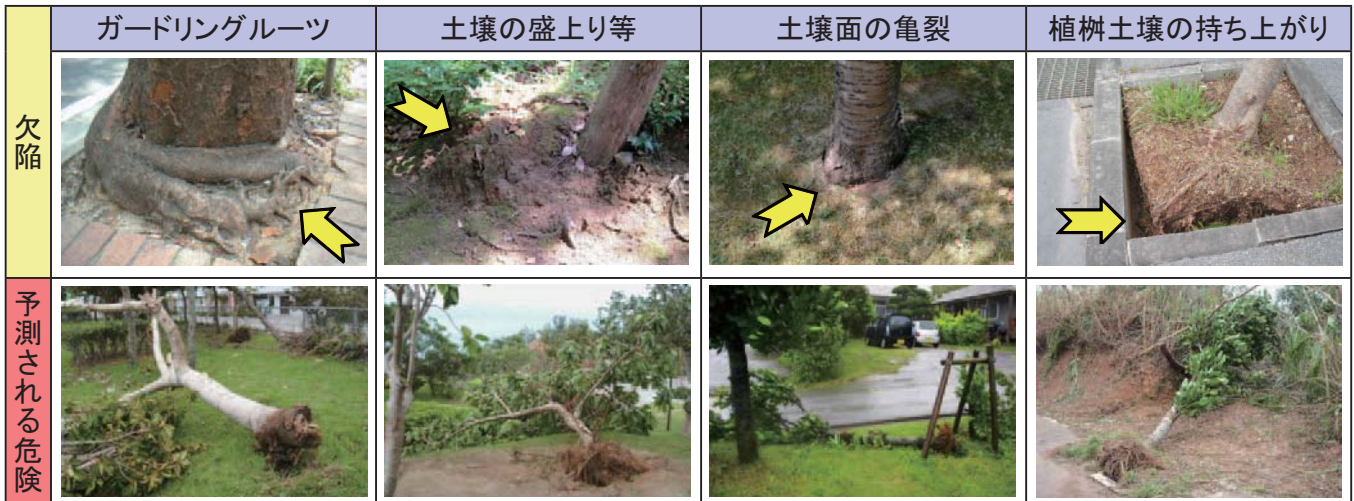 ガードリングルーツ
土壌の盛上り等
土壌面の亀裂
植桝土壌の持ち上がり
欠陥
予測される危険